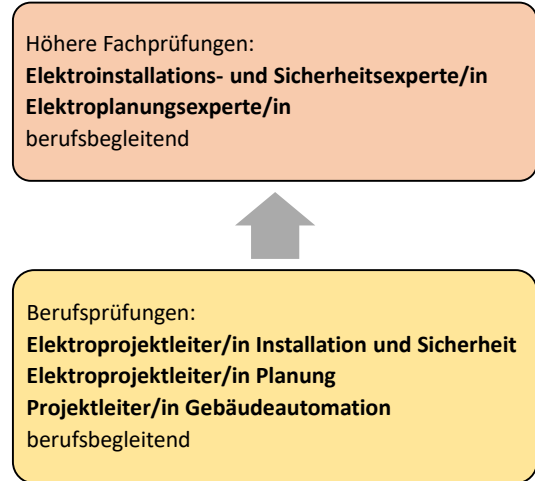 Höhere Fachprüfungen:
Elektroinstallations- und Sicherheitsexperte/in
Elektroplanungsexperte/in
berufsbegleitend
Berufsprüfungen:
Elektroprojektleiter/in Installation und Sicherheit
Elektroprojektleiter/in Planung
Projektleiter/in Gebäudeautomation
berufsbegleitend